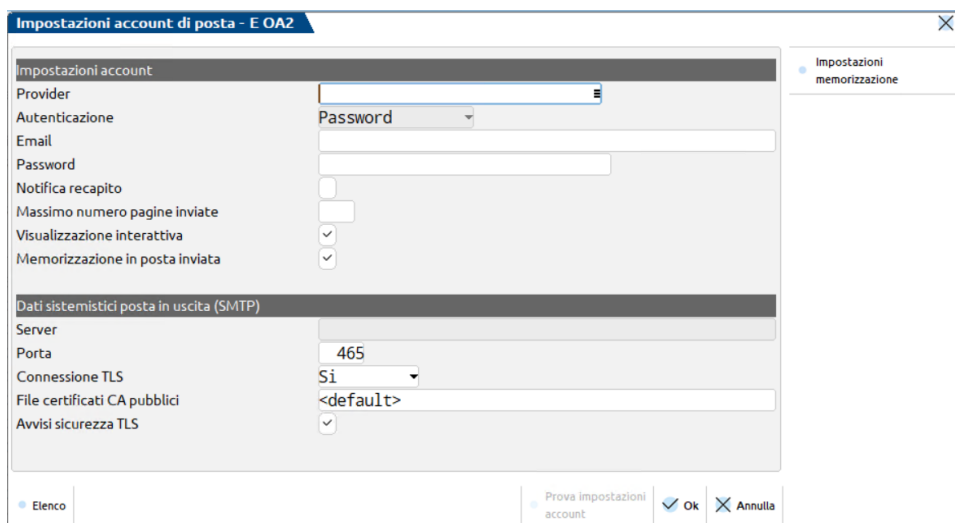 Impostazioni account di posta - E OA2
Impostazioni account
Provider
Autenticazione Password
Email
Password
Notifica recapito
Massimo numero pagine inviate
Visualizzazione interattiva
Memorizzazione in posta inviata
Dati sistemistici posta in uscita (SMTP)
Server
Porta 465
Connessione TLS Si
File certificati CA pubblici <default>
Avvisi sicurezza TLS
Impostazioni
memorizzazione
Elenco
Prova impostazioni
account
Ok
Annulla